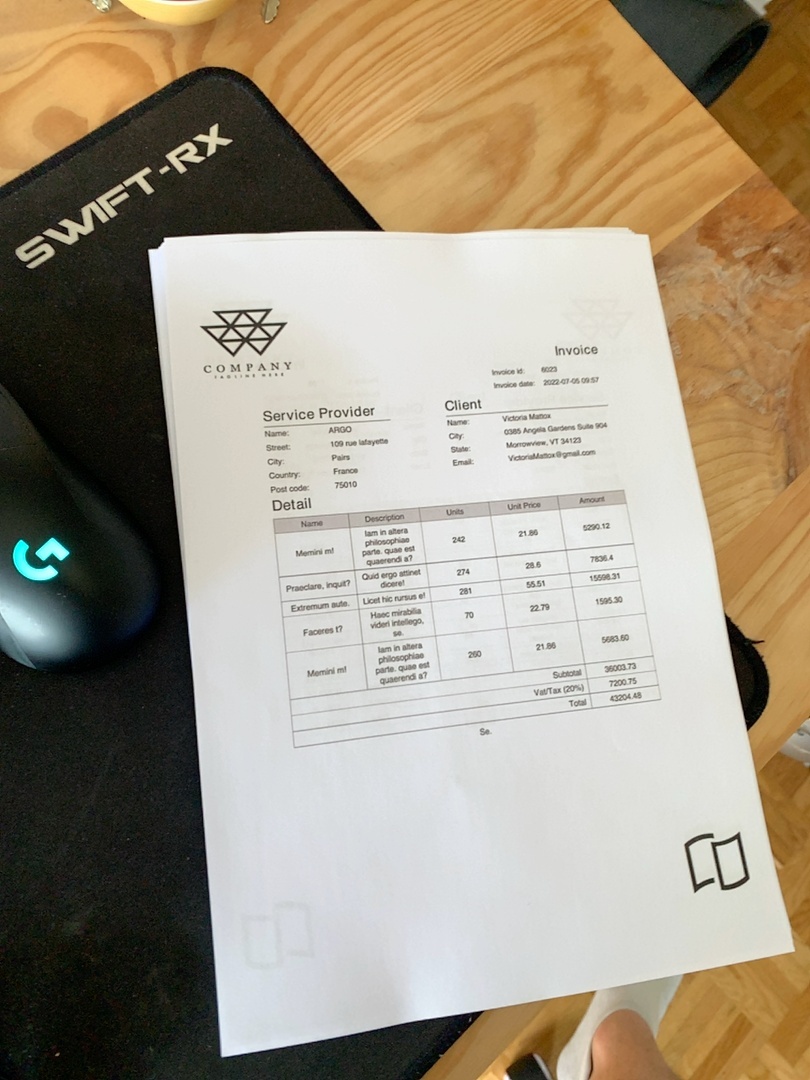 SWIFT-RX
COMPANY
TAGLINE HERE
Invoice
Invoice id: 6023
Invoice date: 2022-07-05 09:57
Service Provider
Name: ARGO
Street: 109 rue lafayette
City: Pairs
Country: France
Post code: 75010
Client
Name: Victoria Mattox
City: 0385 Angela Gardens Suite 904
State: Morrowview, VT 34123
Email: VictoriaMattox@gmail.com
Detail
Name Description Units Unit Price Amount
Memini m! Iam in altera philosophiae parte. quae est quaerendi a? 242 21.86 5290.12
Praeclare, inquit? Quid ergo attinet dicere! 274 28.6 7836.4
Extremum aute. Licet hic rursus e! 281 55.51 15598.31
Faceres t? Haec mirabilia videri intellego, se. 70 22.79 1595.30
Memini m! Iam in altera philosophiae parte. quae est quaerendi a? 260 21.86 5683.60
Subtotal 36003.73
Vat/Tax (20%) 7200.75
Total 43204.48
Se.